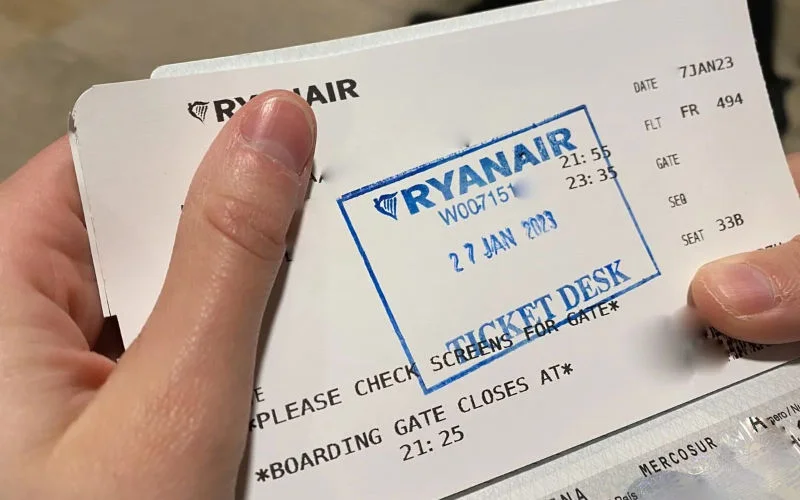 RYANAIR
DATE 7JAN23
FLT FR 494
GATE
SEQ
SEAT 33B
RYANAIR
W007151
21:55
23:35
27 JAN 2023
TICKET DESK
*PLEASE CHECK SCREENS FOR GATE*
*BOARDING GATE CLOSES AT*
21:25
MERCOSUR